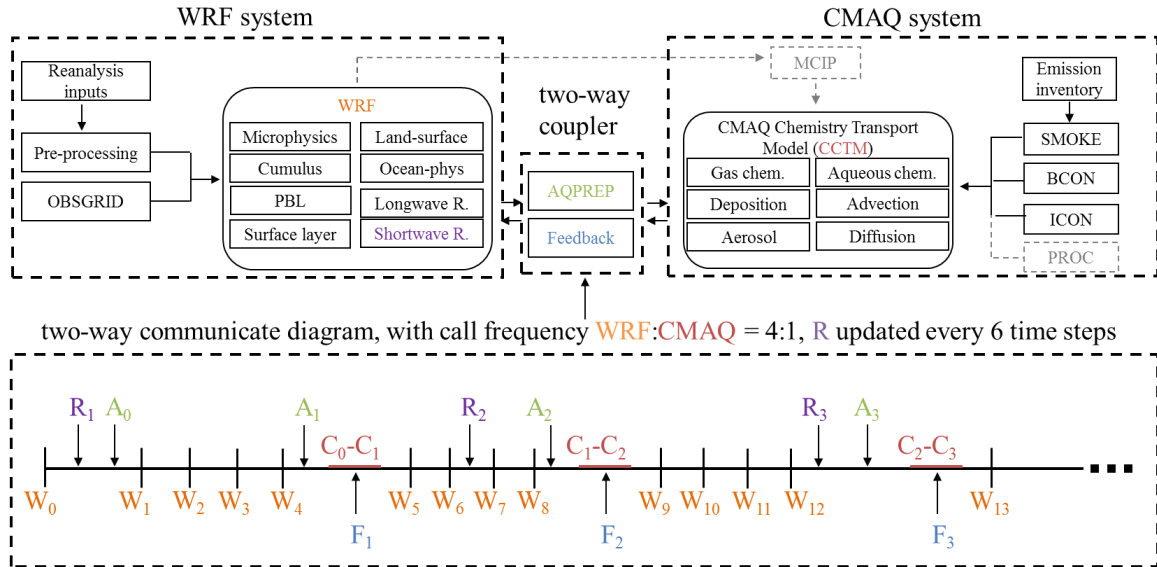 WRF system
CMAQ system
Reanalysis
inputs
Pre-processing
OBSGRID
WRF
Microphysics
Land-surface
Cumulus
Ocean-phys
PBL
Longwave R.
Surface layer
Shortwave R.
two-way
coupler
AQPREP
Feedback
MCIP
CMAQ Chemistry Transport
Model (CCTM)
Gas chem.
Aqueous chem.
Deposition
Advection
Aerosol
Diffusion
Emission
inventory
SMOKE
BCON
ICON
PROC
two-way communicate diagram, with call frequency WRF:CMAQ = 4:1, R updated every 6 time steps
R₁ A₀ A₁ R₂ A₂ R₃ A₃
C₀-C₁ C₁-C₂ C₂-C₃
W₀ W₁ W₂ W₃ W₄ W₅ W₆ W₇ W₈ W₉ W₁₀ W₁₁ W₁₂ W₁₃
F₁ F₂ F₃